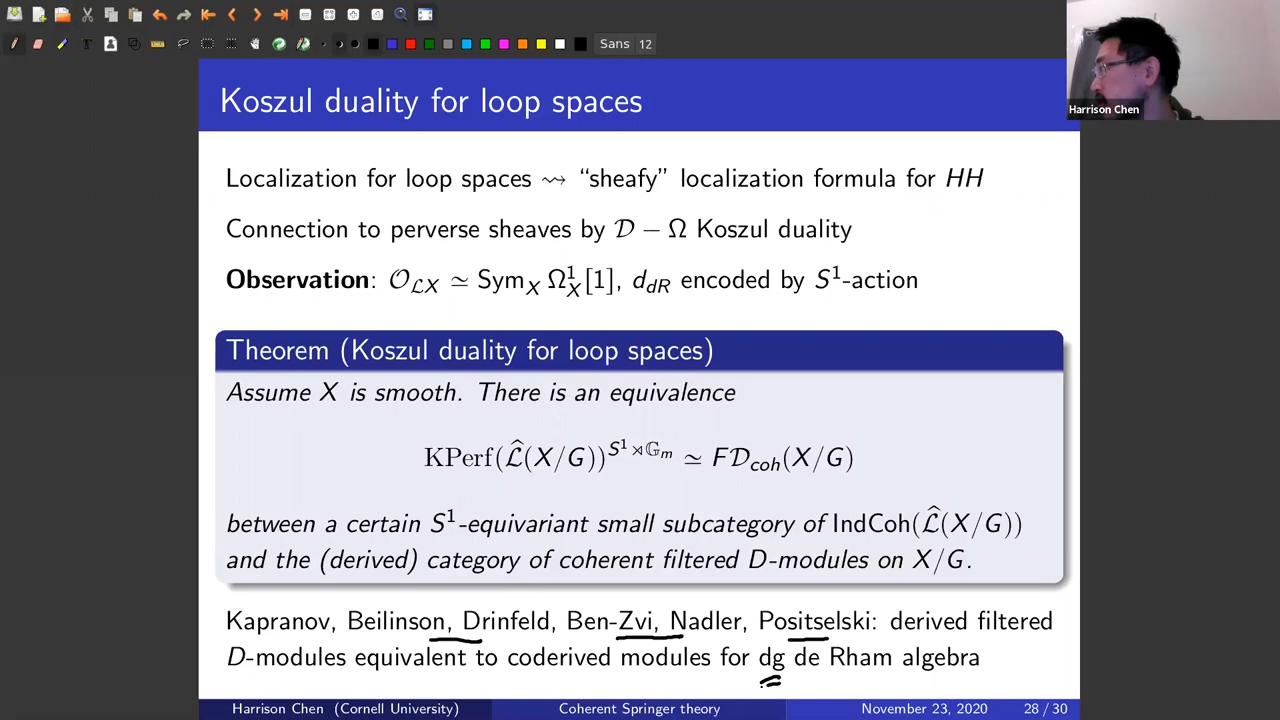 Sans 12
Harrison Chen
Koszul duality for loop spaces
Localization for loop spaces ⇝ “sheafy” localization formula for HH
Connection to perverse sheaves by 𝒟 − Ω Koszul duality
Observation: 𝒪_{ℒX} ≃ Sym_X Ω¹_X[1], d_{dR} encoded by S¹-action
Theorem (Koszul duality for loop spaces)
Assume X is smooth. There is an equivalence
KPerf(ℒ̂(X/G))^{S¹⋊𝔾_m} ≃ F𝒟_{coh}(X/G)
between a certain S¹-equivariant small subcategory of IndCoh(ℒ̂(X/G))
and the (derived) category of coherent filtered D-modules on X/G.
Kapranov, Beilinson, Drinfeld, Ben-Zvi, Nadler, Positselski: derived filtered
D-modules equivalent to coderived modules for dg de Rham algebra
Harrison Chen (Cornell University) Coherent Springer theory November 23, 2020 28 / 30